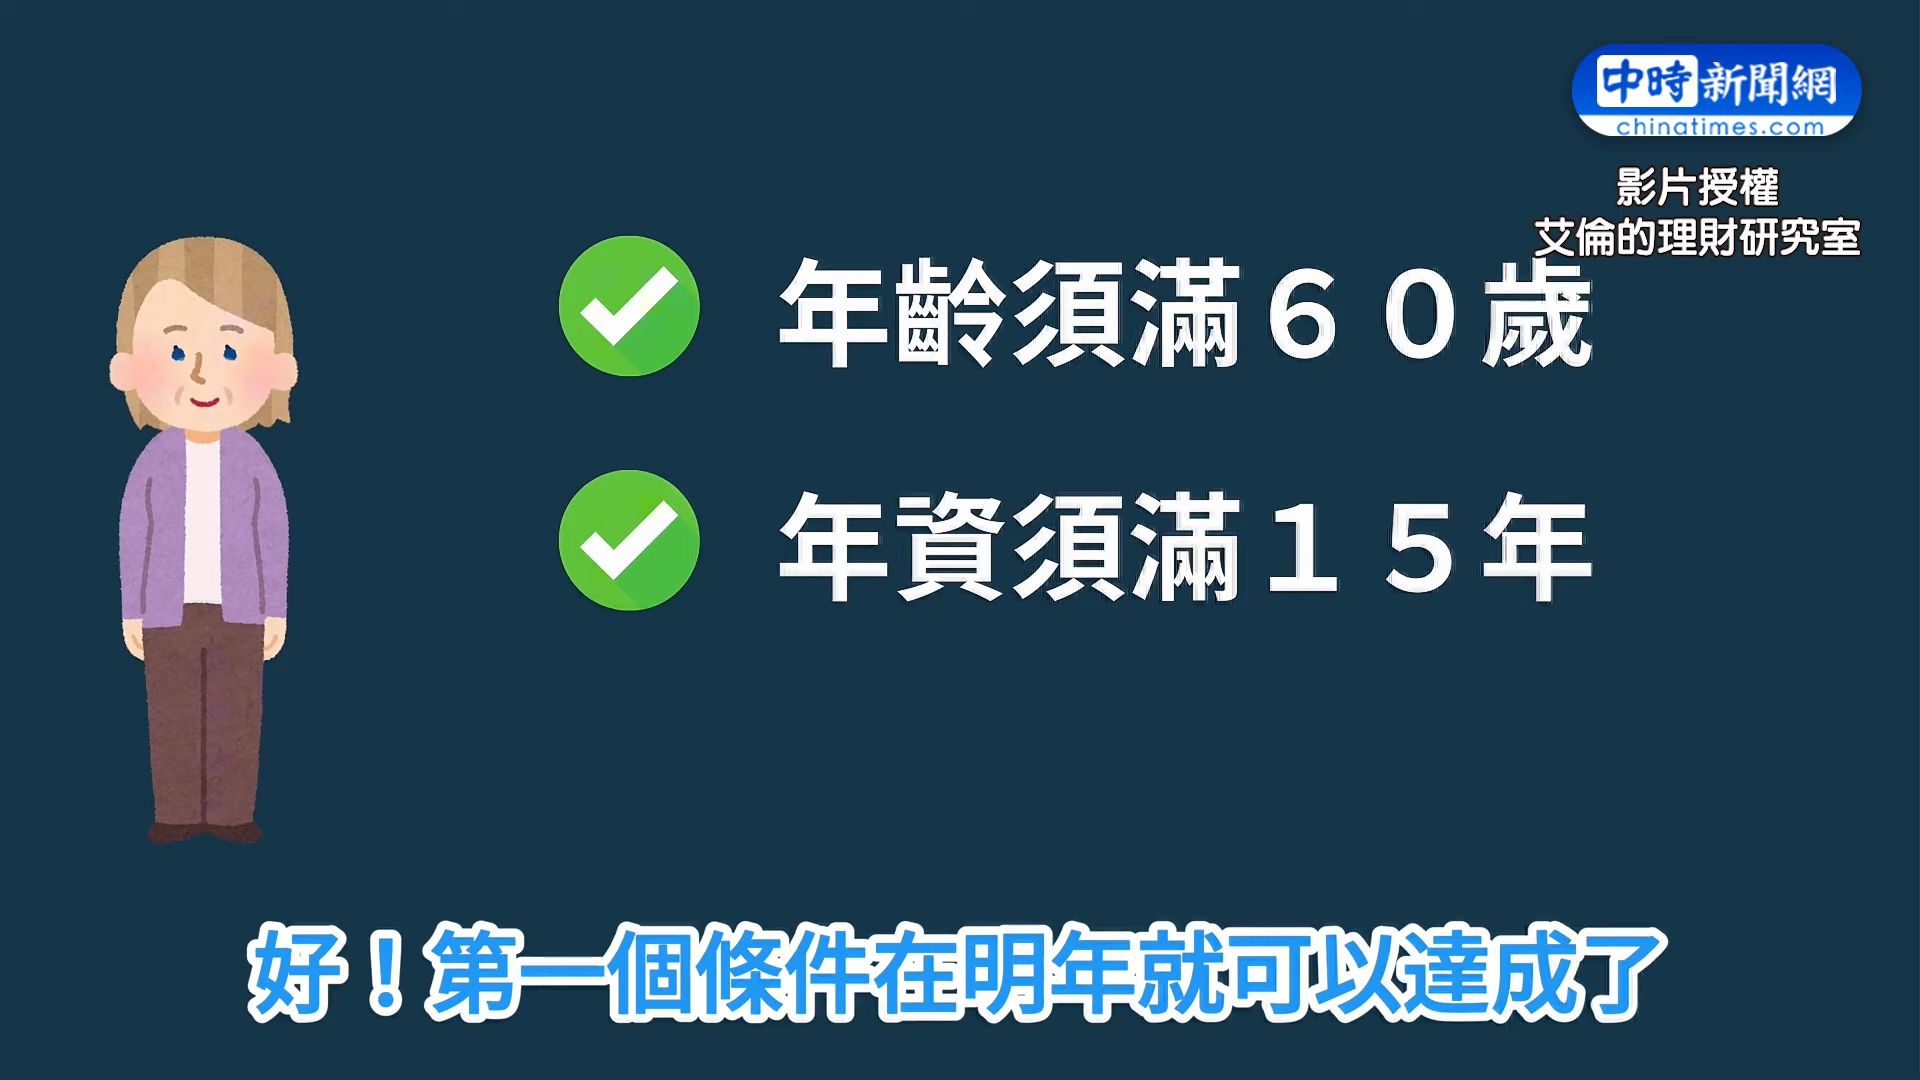 中時新聞網
chinatimes.com
影片授權
艾倫的理財研究室
年齡須滿６０歲
年資須滿１５年
好！第一個條件在明年就可以達成了